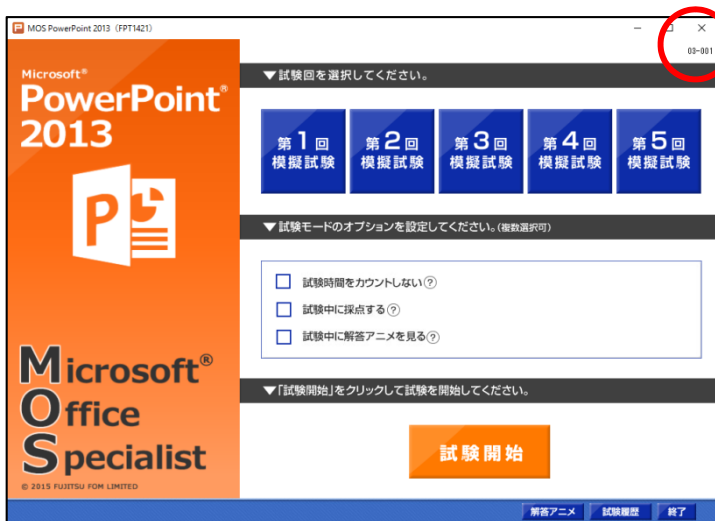 MOS PowerPoint 2013 (FPT1421)
03-001
Microsoft®
PowerPoint®
2013
▼試験回を選択してください。
第1回
模擬試験
第2回
模擬試験
第3回
模擬試験
第4回
模擬試験
第5回
模擬試験
▼試験モードのオプションを設定してください。(複数選択可)
試験時間をカウントしない?
試験中に採点する?
試験中に解答アニメを見る?
Microsoft®
Office
Specialist
© 2015 FUJITSU FOM LIMITED
▼「試験開始」をクリックして試験を開始してください。
試験開始
解答アニメ 試験履歴 終了